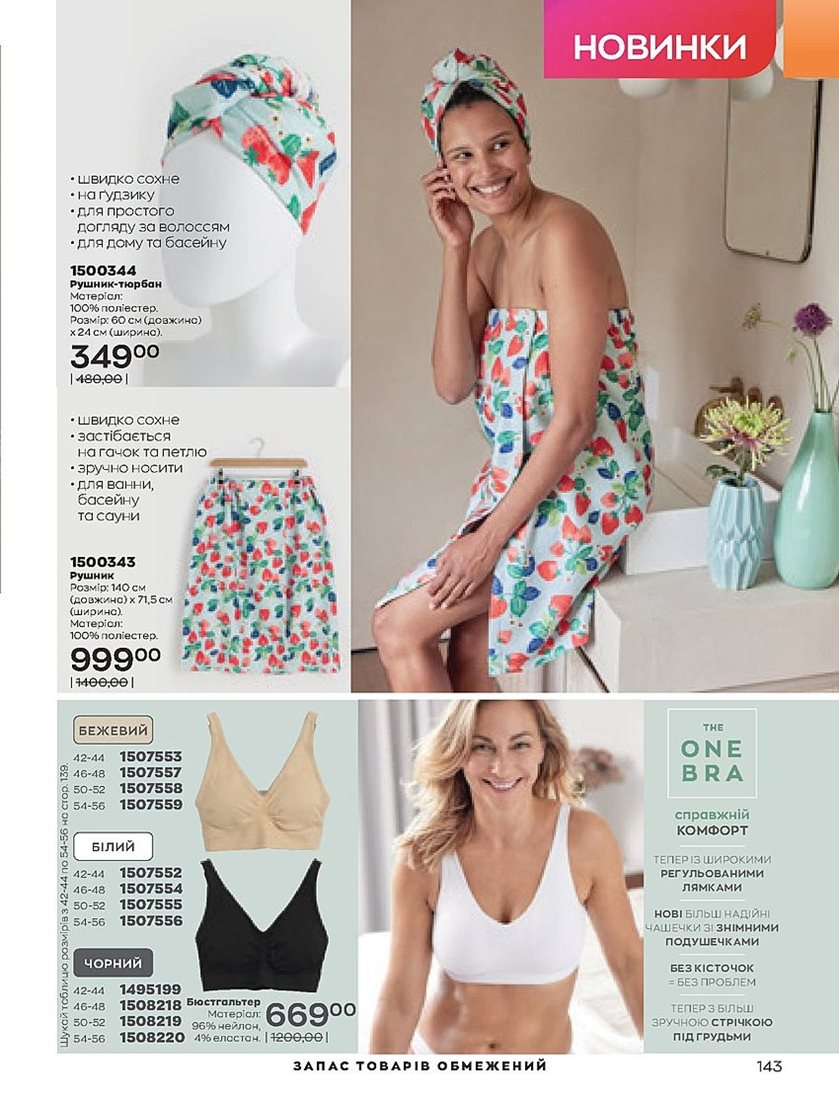 НОВИНКИ
• швидко сохне
• на ґудзику
• для простого
догляду за волоссям
• для дому та басейну
1500344
Рушник-тюрбан
Матеріал:
100% поліестер.
Розмір: 60 см (довжина)
х 24 см (ширина).
349⁰⁰
| 480,00 |
• швидко сохне
• застібається
на гачок та петлю
• зручно носити
• для ванни,
басейну
та сауни
1500343
Рушник
Розмір: 140 см
(довжина) х 71,5 см
(ширина).
Матеріал:
100% поліестер.
999⁰⁰
| 1400,00 |
Шукай таблицю розмірів з 42-44 по 54-56 на стор. 139.
БЕЖЕВИЙ
42-44 1507553
46-48 1507557
50-52 1507558
54-56 1507559
БІЛИЙ
42-44 1507552
46-48 1507554
50-52 1507555
54-56 1507556
ЧОРНИЙ
42-44 1495199
46-48 1508218
50-52 1508219
54-56 1508220
Бюстгальтер
Матеріал:
96% нейлон,
4% еластон.
669⁰⁰
| 1200,00 |
THE
ONE
BRA
справжній
КОМФОРТ
ТЕПЕР ІЗ ШИРОКИМИ
РЕГУЛЬОВАНИМИ
ЛЯМКАМИ
НОВІ БІЛЬШ НАДІЙНІ
ЧАШЕЧКИ ЗІ ЗНІМНИМИ
ПОДУШЕЧКАМИ
БЕЗ КІСТОЧОК
= БЕЗ ПРОБЛЕМ
ТЕПЕР З БІЛЬШ
ЗРУЧНОЮ СТРІЧКОЮ
ПІД ГРУДЬМИ
ЗАПАС ТОВАРІВ ОБМЕЖЕНИЙ
143